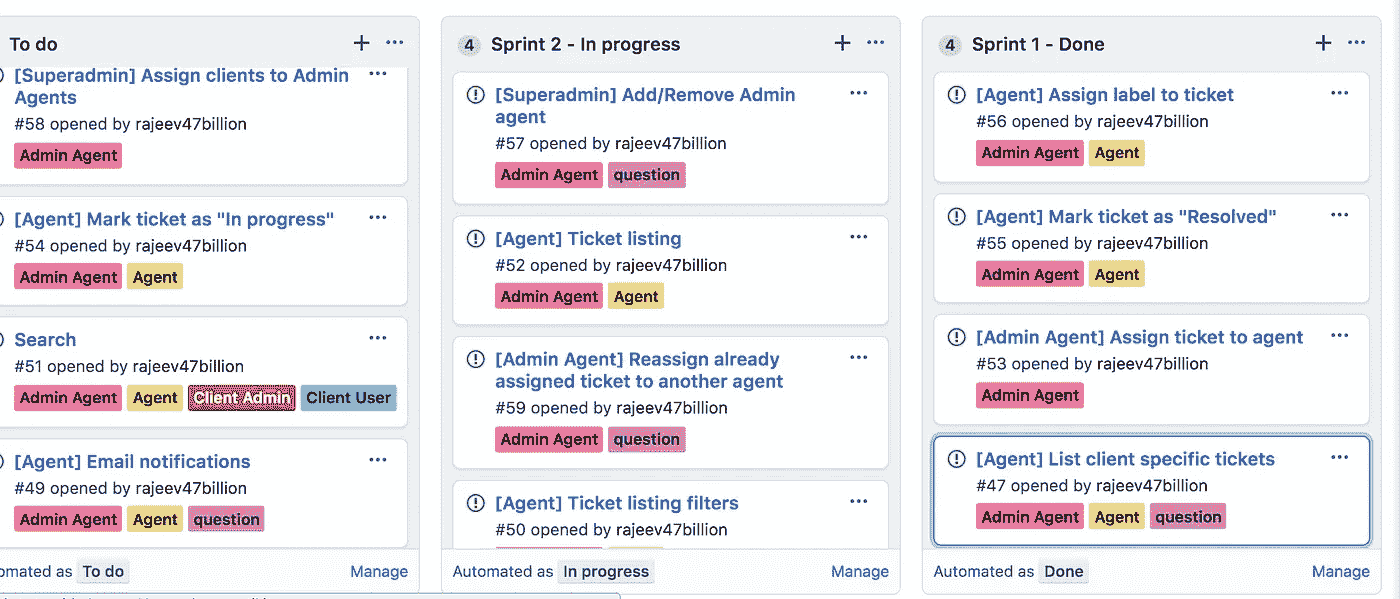 To do
[Superadmin] Assign clients to Admin
Agents
#58 opened by rajeev47billion
Admin Agent
[Agent] Mark ticket as "In progress"
#54 opened by rajeev47billion
Admin Agent Agent
Search
#51 opened by rajeev47billion
Admin Agent Agent Client Admin Client User
[Agent] Email notifications
#49 opened by rajeev47billion
Admin Agent Agent question
omated as To do Manage
4 Sprint 2 - In progress
[Superadmin] Add/Remove Admin
agent
#57 opened by rajeev47billion
Admin Agent question
[Agent] Ticket listing
#52 opened by rajeev47billion
Admin Agent Agent
[Admin Agent] Reassign already
assigned ticket to another agent
#59 opened by rajeev47billion
Admin Agent question
[Agent] Ticket listing filters
#50 opened by rajeev47billion
Automated as In progress Manage
4 Sprint 1 - Done
[Agent] Assign label to ticket
#56 opened by rajeev47billion
Admin Agent Agent
[Agent] Mark ticket as "Resolved"
#55 opened by rajeev47billion
Admin Agent Agent
[Admin Agent] Assign ticket to agent
#53 opened by rajeev47billion
Admin Agent
[Agent] List client specific tickets
#47 opened by rajeev47billion
Admin Agent Agent question
Automated as Done Manage